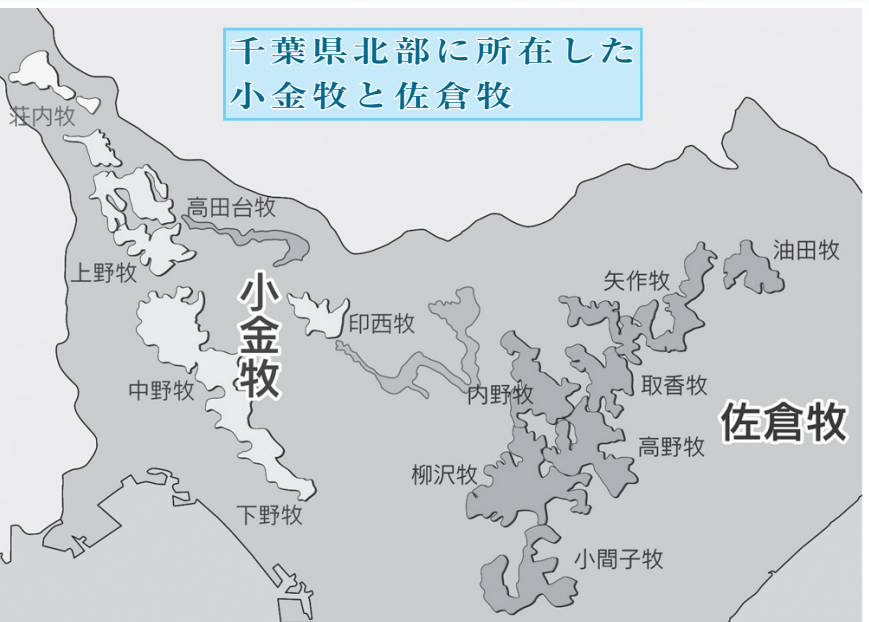 千葉県北部に所在した
小金牧と佐倉牧
荘内牧
高田台牧
上野牧
小金牧
印西牧
中野牧
下野牧
油田牧
矢作牧
取香牧
内野牧
佐倉牧
高野牧
柳沢牧
小間子牧